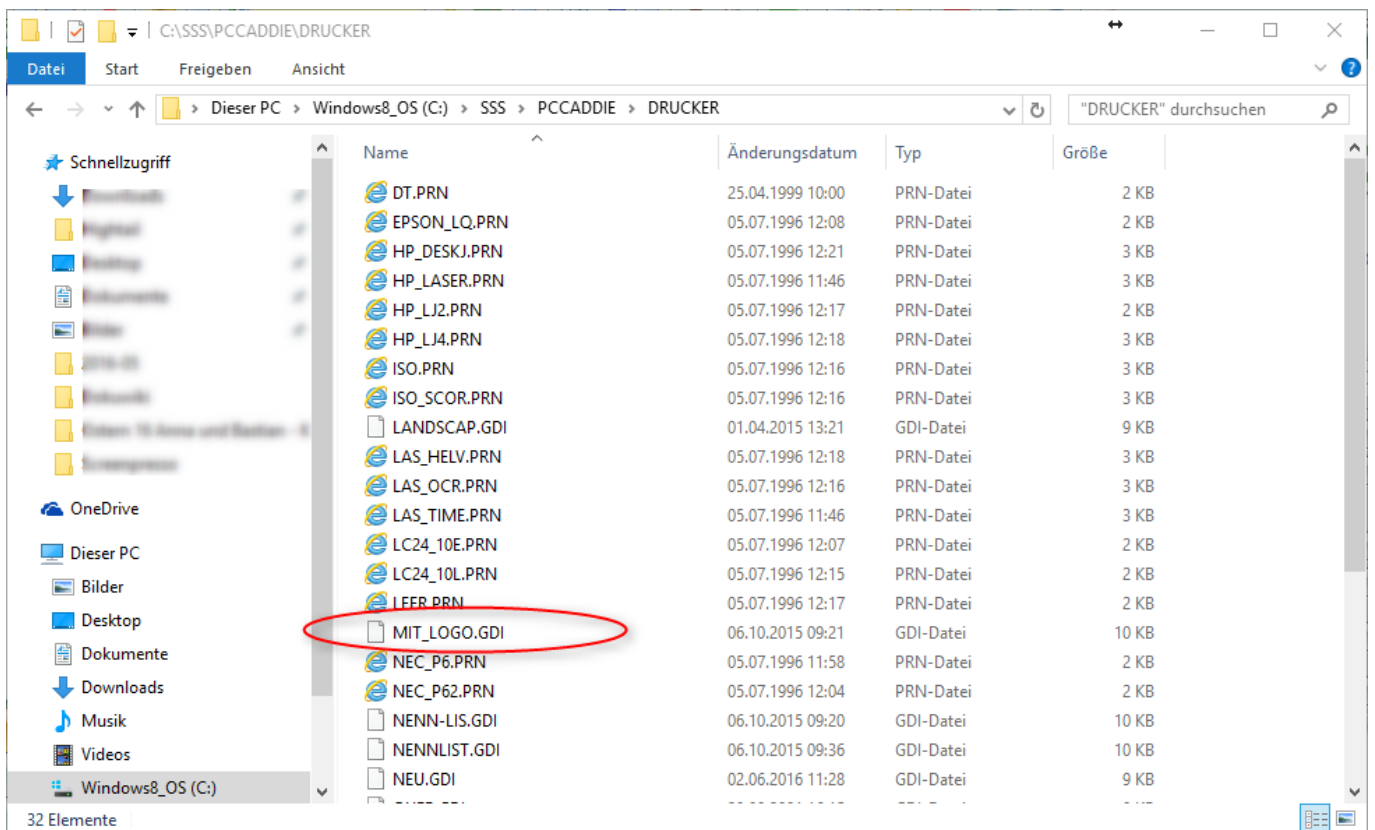 C:\SSS\PCCADDIE\DRUCKER
Datei Start Freigeben Ansicht
Dieser PC > Windows8_OS (C:) > SSS > PCCADDIE > DRUCKER "DRUCKER" durchsuchen
Schnellzugriff
OneDrive
Dieser PC
Bilder
Desktop
Dokumente
Downloads
Musik
Videos
Windows8_OS (C:)
Name Änderungsdatum Typ Größe
DT.PRN 25.04.1999 10:00 PRN-Datei 2 KB
EPSON_LQ.PRN 05.07.1996 12:08 PRN-Datei 2 KB
HP_DESKJ.PRN 05.07.1996 12:21 PRN-Datei 3 KB
HP_LASER.PRN 05.07.1996 11:46 PRN-Datei 3 KB
HP_LJ2.PRN 05.07.1996 12:17 PRN-Datei 2 KB
HP_LJ4.PRN 05.07.1996 12:18 PRN-Datei 3 KB
ISO.PRN 05.07.1996 12:16 PRN-Datei 3 KB
ISO_SCOR.PRN 05.07.1996 12:16 PRN-Datei 3 KB
LANDSCAP.GDI 01.04.2015 13:21 GDI-Datei 9 KB
LAS_HELV.PRN 05.07.1996 12:18 PRN-Datei 3 KB
LAS_OCR.PRN 05.07.1996 12:16 PRN-Datei 3 KB
LAS_TIME.PRN 05.07.1996 11:46 PRN-Datei 3 KB
LC24_10E.PRN 05.07.1996 12:07 PRN-Datei 2 KB
LC24_10L.PRN 05.07.1996 12:15 PRN-Datei 2 KB
LEER.PRN 05.07.1996 12:17 PRN-Datei 2 KB
MIT_LOGO.GDI 06.10.2015 09:21 GDI-Datei 10 KB
NEC_P6.PRN 05.07.1996 11:58 PRN-Datei 2 KB
NEC_P62.PRN 05.07.1996 12:04 PRN-Datei 2 KB
NENN-LIS.GDI 06.10.2015 09:20 GDI-Datei 10 KB
NENNLIST.GDI 06.10.2015 09:36 GDI-Datei 10 KB
NEU.GDI 02.06.2016 11:28 GDI-Datei 9 KB
32 Elemente